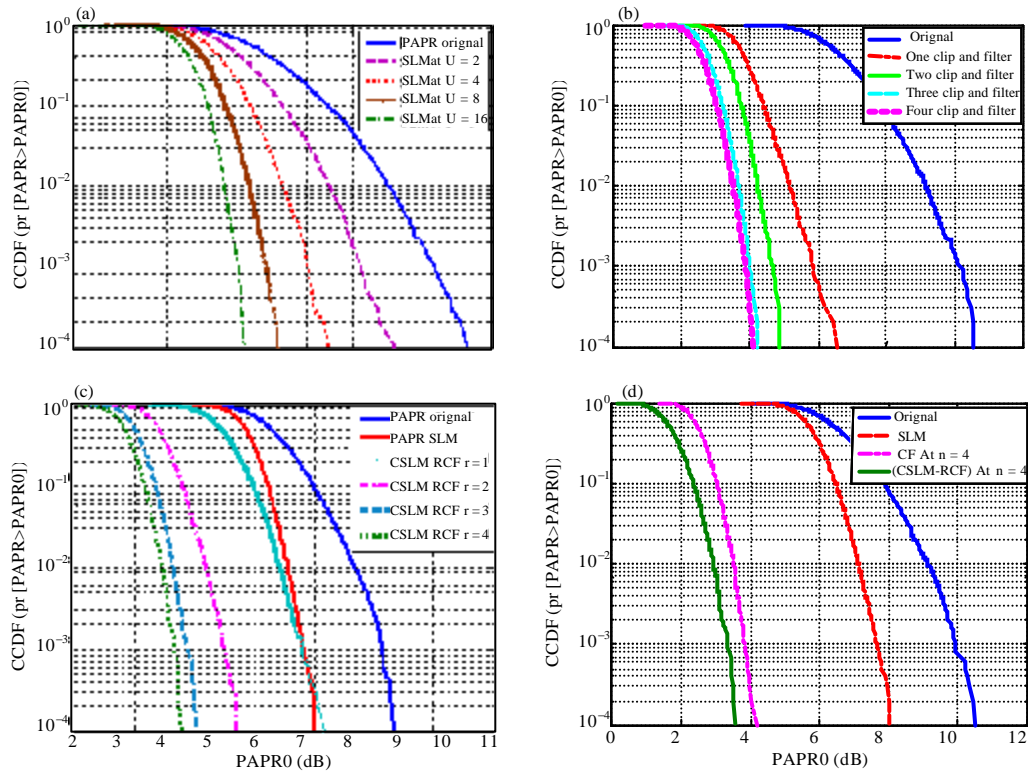 (a)
CCDF (pr [PAPR>PAPR0])
10^0
10^-1
10^-2
10^-3
10^-4
PAPR orignal
SLMat U = 2
SLMat U = 4
SLMat U = 8
SLMat U = 16
(b)
CCDF (pr [PAPR>PAPR0])
10^0
10^-1
10^-2
10^-3
10^-4
Orignal
One clip and filter
Two clip and filter
Three clip and filter
Four clip and filter
(c)
CCDF (pr [PAPR>PAPR0])
10^0
10^-1
10^-2
10^-3
10^-4
PAPR orignal
PAPR SLM
CSLM RCF r = 1
CSLM RCF r = 2
CSLM RCF r = 3
CSLM RCF r = 4
2 3 5 6 7 9 10 11
PAPR0 (dB)
(d)
CCDF (pr [PAPR>PAPR0])
10^0
10^-1
10^-2
10^-3
10^-4
Orignal
SLM
CF At n = 4
(CSLM-RCF) At n = 4
0 2 4 6 8 10 12
PAPR0 (dB)